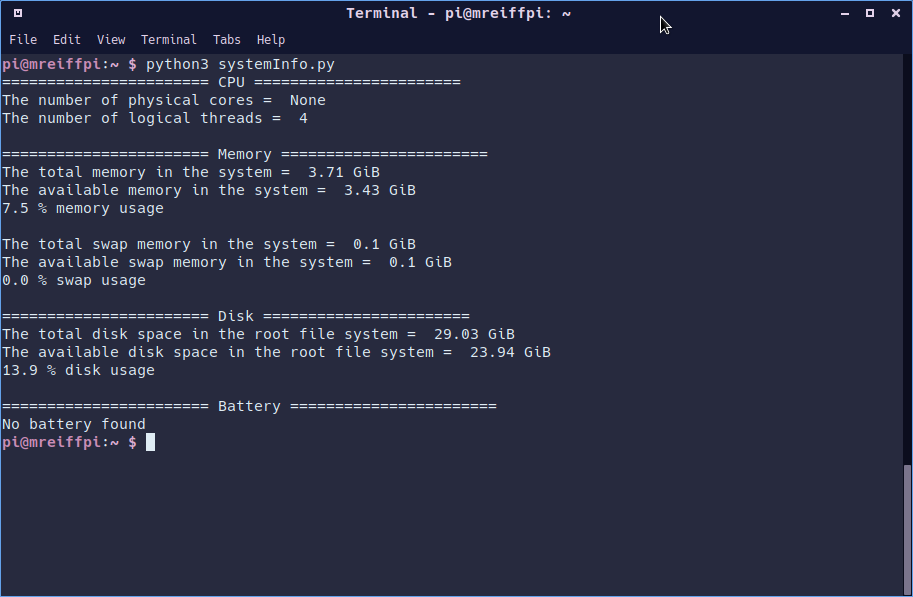 Terminal - pi@mreiffpi: ~
File Edit View Terminal Tabs Help
pi@mreiffpi:~ $ python3 systemInfo.py
======================= CPU =======================
The number of physical cores =  None
The number of logical threads =  4
======================= Memory =======================
The total memory in the system =  3.71 GiB
The available memory in the system =  3.43 GiB
7.5 % memory usage
The total swap memory in the system =  0.1 GiB
The available swap memory in the system =  0.1 GiB
0.0 % swap usage
======================= Disk =======================
The total disk space in the root file system =  29.03 GiB
The available disk space in the root file system =  23.94 GiB
13.9 % disk usage
======================= Battery =======================
No battery found
pi@mreiffpi:~ $